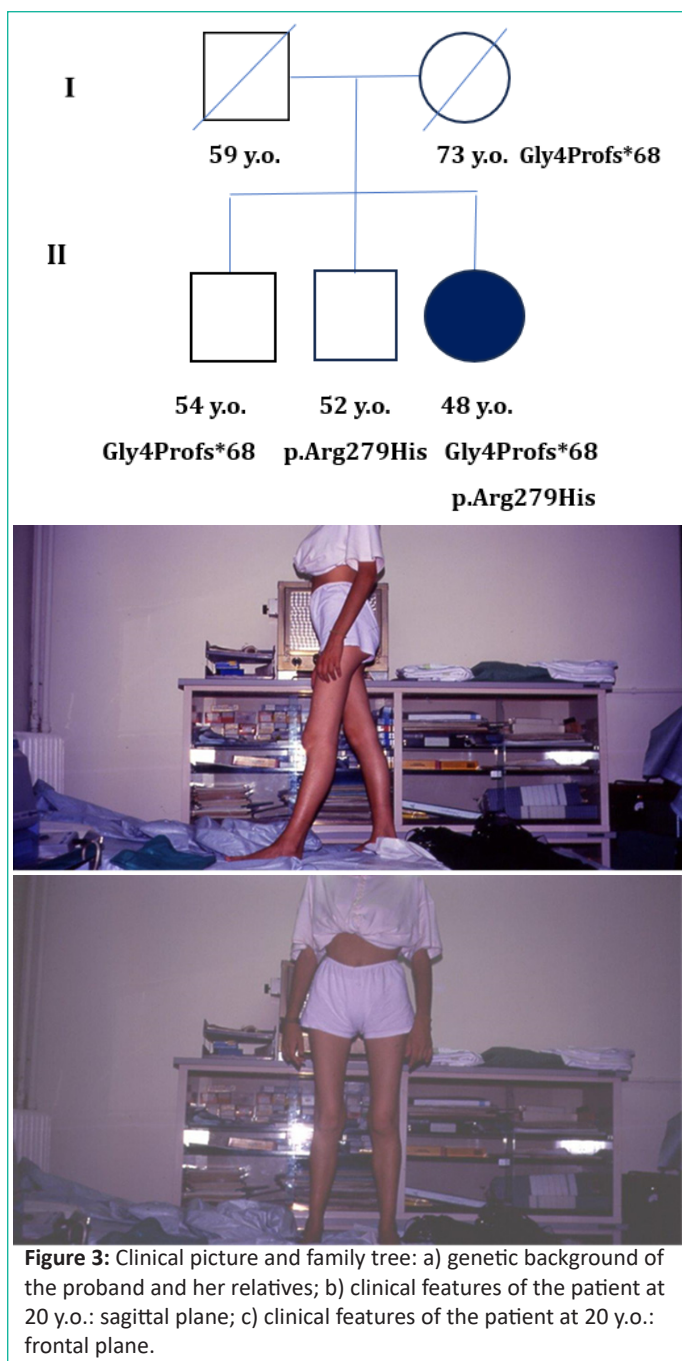 I
59 y.o.
73 y.o. Gly4Profs*68
II
54 y.o. 52 y.o. 48 y.o.
Gly4Profs*68 p.Arg279His Gly4Profs*68
p.Arg279His
Figure 3: Clinical picture and family tree: a) genetic background of
the proband and her relatives; b) clinical features of the patient at
20 y.o.: sagittal plane; c) clinical features of the patient at 20 y.o.:
frontal plane.